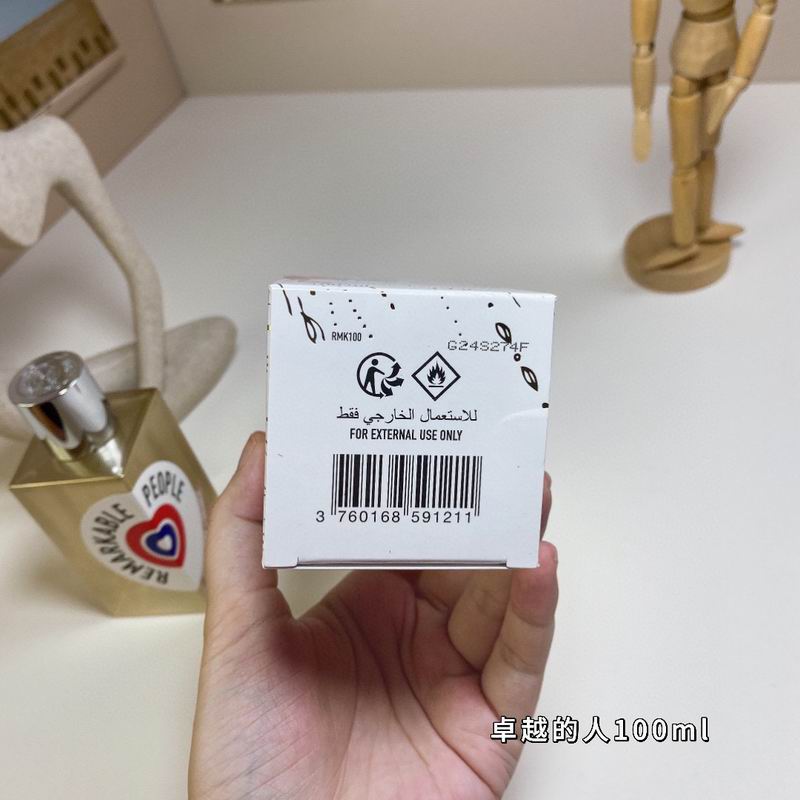 RMK100
G24S274F
للاستعمال الخارجي فقط
FOR EXTERNAL USE ONLY
3 760168 591211
REMARKABLE PEOPLE
卓越的人100ml